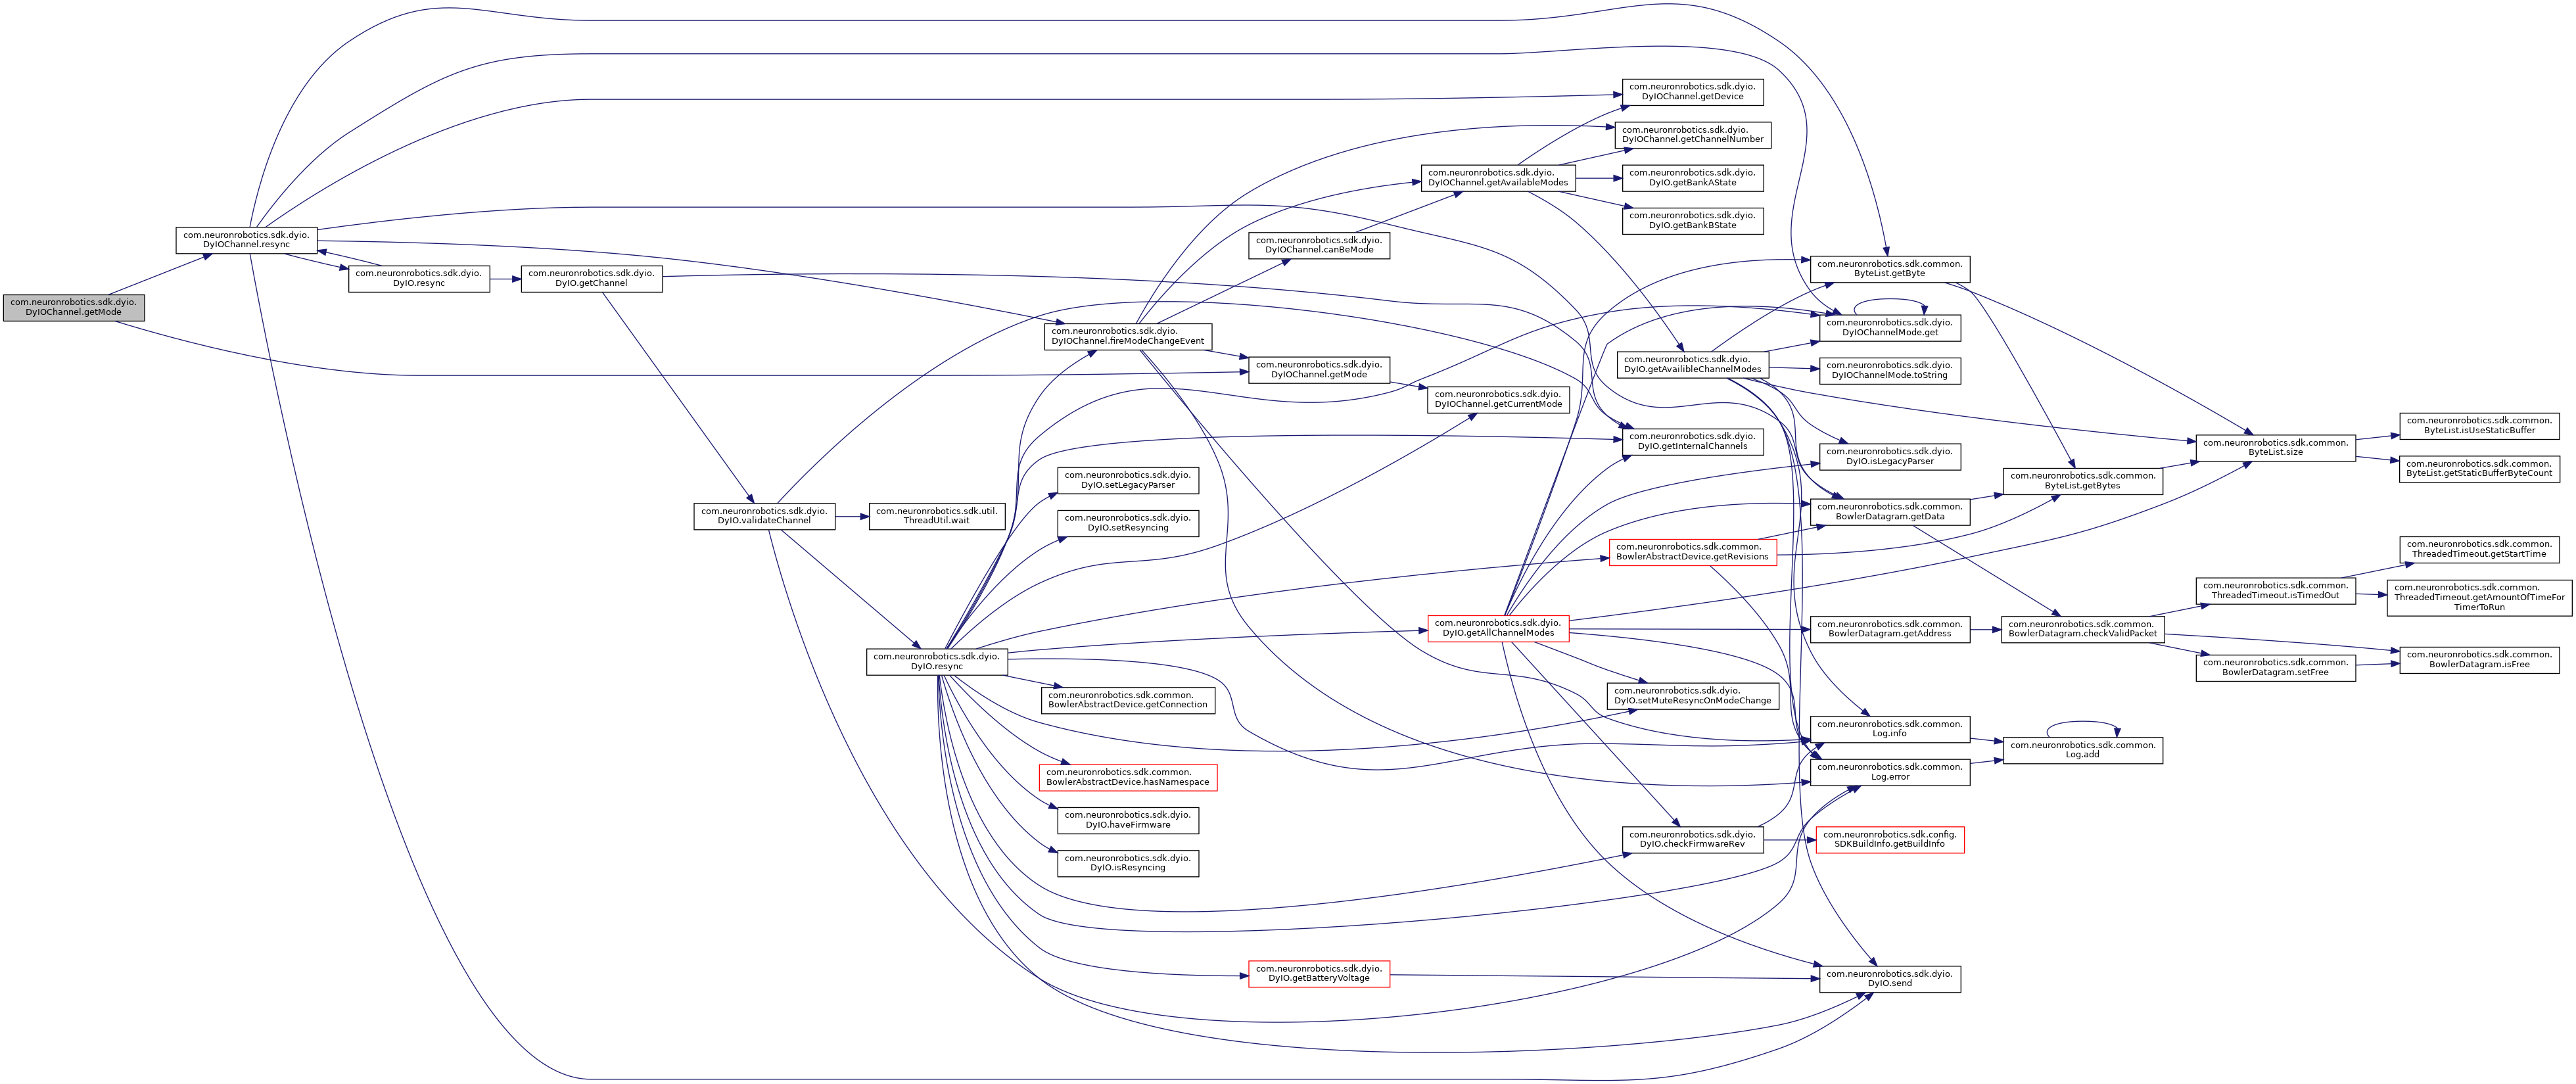 com.neuronrobotics.sdk.dyio.
DyIOChannel.getMode
com.neuronrobotics.sdk.dyio.
DyIOChannel.resync
com.neuronrobotics.sdk.dyio.
DyIO.resync
com.neuronrobotics.sdk.dyio.
DyIO.getChannel
com.neuronrobotics.sdk.dyio.
DyIO.validateChannel
com.neuronrobotics.sdk.util.
ThreadUtil.wait
com.neuronrobotics.sdk.dyio.
DyIO.resync
com.neuronrobotics.sdk.dyio.
DyIOChannel.fireModeChangeEvent
com.neuronrobotics.sdk.dyio.
DyIO.setLegacyParser
com.neuronrobotics.sdk.dyio.
DyIO.setResyncing
com.neuronrobotics.sdk.common.
BowlerAbstractDevice.getConnection
com.neuronrobotics.sdk.common.
BowlerAbstractDevice.hasNamespace
com.neuronrobotics.sdk.dyio.
DyIO.haveFirmware
com.neuronrobotics.sdk.dyio.
DyIO.isResyncing
com.neuronrobotics.sdk.dyio.
DyIOChannel.canBeMode
com.neuronrobotics.sdk.dyio.
DyIOChannel.getMode
com.neuronrobotics.sdk.dyio.
DyIO.getBatteryVoltage
com.neuronrobotics.sdk.dyio.
DyIOChannel.getAvailableModes
com.neuronrobotics.sdk.dyio.
DyIOChannel.getCurrentMode
com.neuronrobotics.sdk.dyio.
DyIO.getAllChannelModes
com.neuronrobotics.sdk.dyio.
DyIOChannel.getDevice
com.neuronrobotics.sdk.dyio.
DyIOChannel.getChannelNumber
com.neuronrobotics.sdk.dyio.
DyIO.getBankAState
com.neuronrobotics.sdk.dyio.
DyIO.getBankBState
com.neuronrobotics.sdk.dyio.
DyIO.getAvailibleChannelModes
com.neuronrobotics.sdk.dyio.
DyIO.getInternalChannels
com.neuronrobotics.sdk.common.
BowlerAbstractDevice.getRevisions
com.neuronrobotics.sdk.dyio.
DyIO.setMuteResyncOnModeChange
com.neuronrobotics.sdk.dyio.
DyIO.checkFirmwareRev
com.neuronrobotics.sdk.common.
ByteList.getByte
com.neuronrobotics.sdk.dyio.
DyIOChannelMode.get
com.neuronrobotics.sdk.dyio.
DyIOChannelMode.toString
com.neuronrobotics.sdk.dyio.
DyIO.isLegacyParser
com.neuronrobotics.sdk.common.
BowlerDatagram.getData
com.neuronrobotics.sdk.common.
BowlerDatagram.getAddress
com.neuronrobotics.sdk.common.
Log.info
com.neuronrobotics.sdk.common.
Log.error
com.neuronrobotics.sdk.config.
SDKBuildInfo.getBuildInfo
com.neuronrobotics.sdk.dyio.
DyIO.send
com.neuronrobotics.sdk.common.
ByteList.getBytes
com.neuronrobotics.sdk.common.
BowlerDatagram.checkValidPacket
com.neuronrobotics.sdk.common.
Log.add
com.neuronrobotics.sdk.common.
ByteList.size
com.neuronrobotics.sdk.common.
ThreadedTimeout.isTimedOut
com.neuronrobotics.sdk.common.
BowlerDatagram.setFree
com.neuronrobotics.sdk.common.
ByteList.isUseStaticBuffer
com.neuronrobotics.sdk.common.
ByteList.getStaticBufferByteCount
com.neuronrobotics.sdk.common.
ThreadedTimeout.getStartTime
com.neuronrobotics.sdk.common.
ThreadedTimeout.getAmountOfTimeFor
TimerToRun
com.neuronrobotics.sdk.common.
BowlerDatagram.isFree